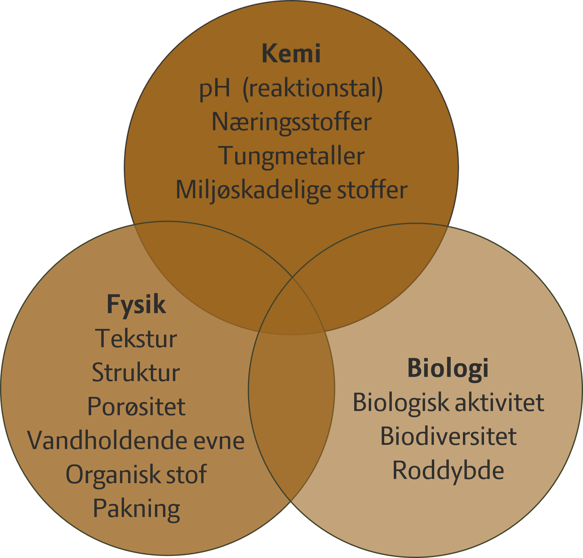 Kemi
pH (reaktionstal)
Næringsstoffer
Tungmetaller
Miljøskadelige stoffer
Fysik
Tekstur
Struktur
Porøsitet
Vandholdende evne
Organisk stof
Pakning
Biologi
Biologisk aktivitet
Biodiversitet
Roddybde